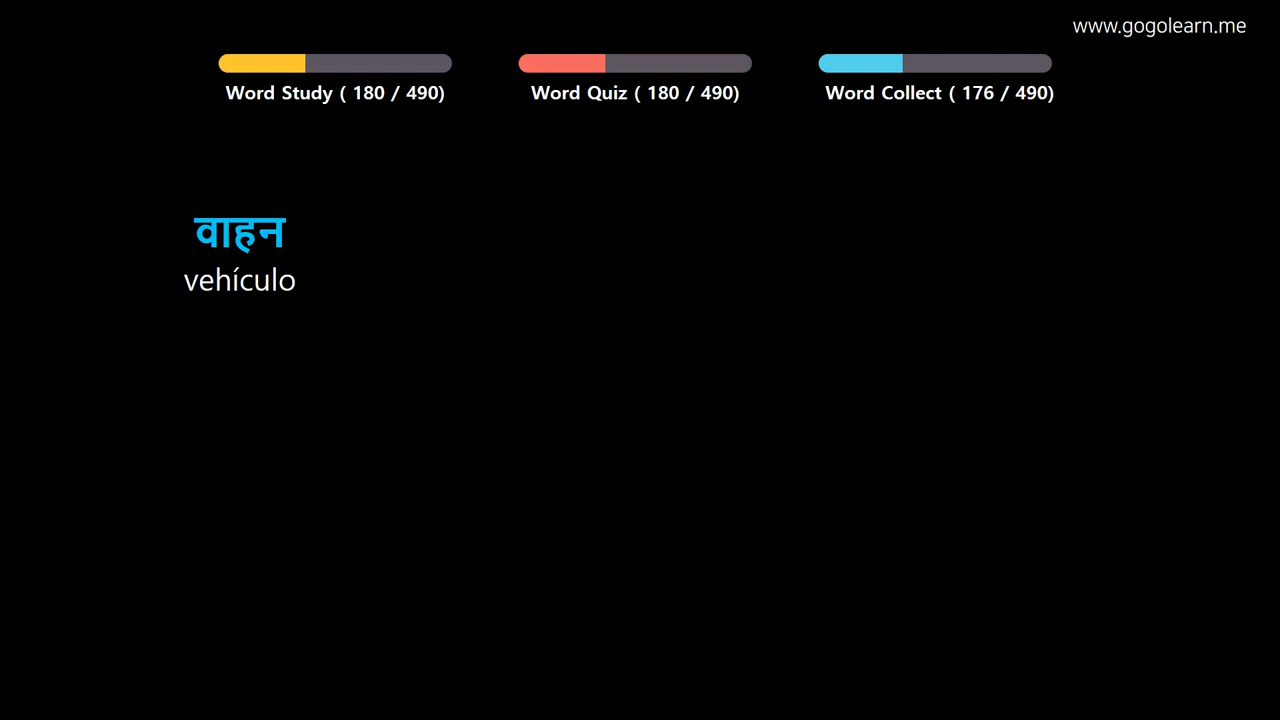 www.gogolearn.me
Word Study ( 180 / 490)
Word Quiz ( 180 / 490)
Word Collect ( 176 / 490)
वाहन
vehículo